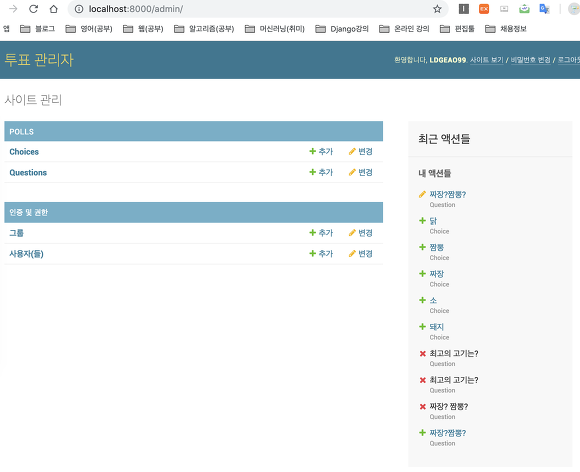 localhost:8000/admin/
앱 블로그 영어(공부) 웹(공부) 알고리즘(공부) 머신러닝(취미) Django강의 온라인 강의 편집툴 채용정보
투표 관리자
환영합니다, LDGEAO99. 사이트 보기 / 비밀번호 변경 / 로그아웃
사이트 관리
POLLS
Choices 추가 변경
Questions 추가 변경
인증 및 권한
그룹 추가 변경
사용자(들) 추가 변경
최근 액션들
내 액션들
짜장?짬뽕?
Question
닭
Choice
짬뽕
Choice
짜장
Choice
소
Choice
돼지
Choice
최고의 고기는?
Question
최고의 고기는?
Question
짜장? 짬뽕?
Question
짜장?짬뽕?
Question